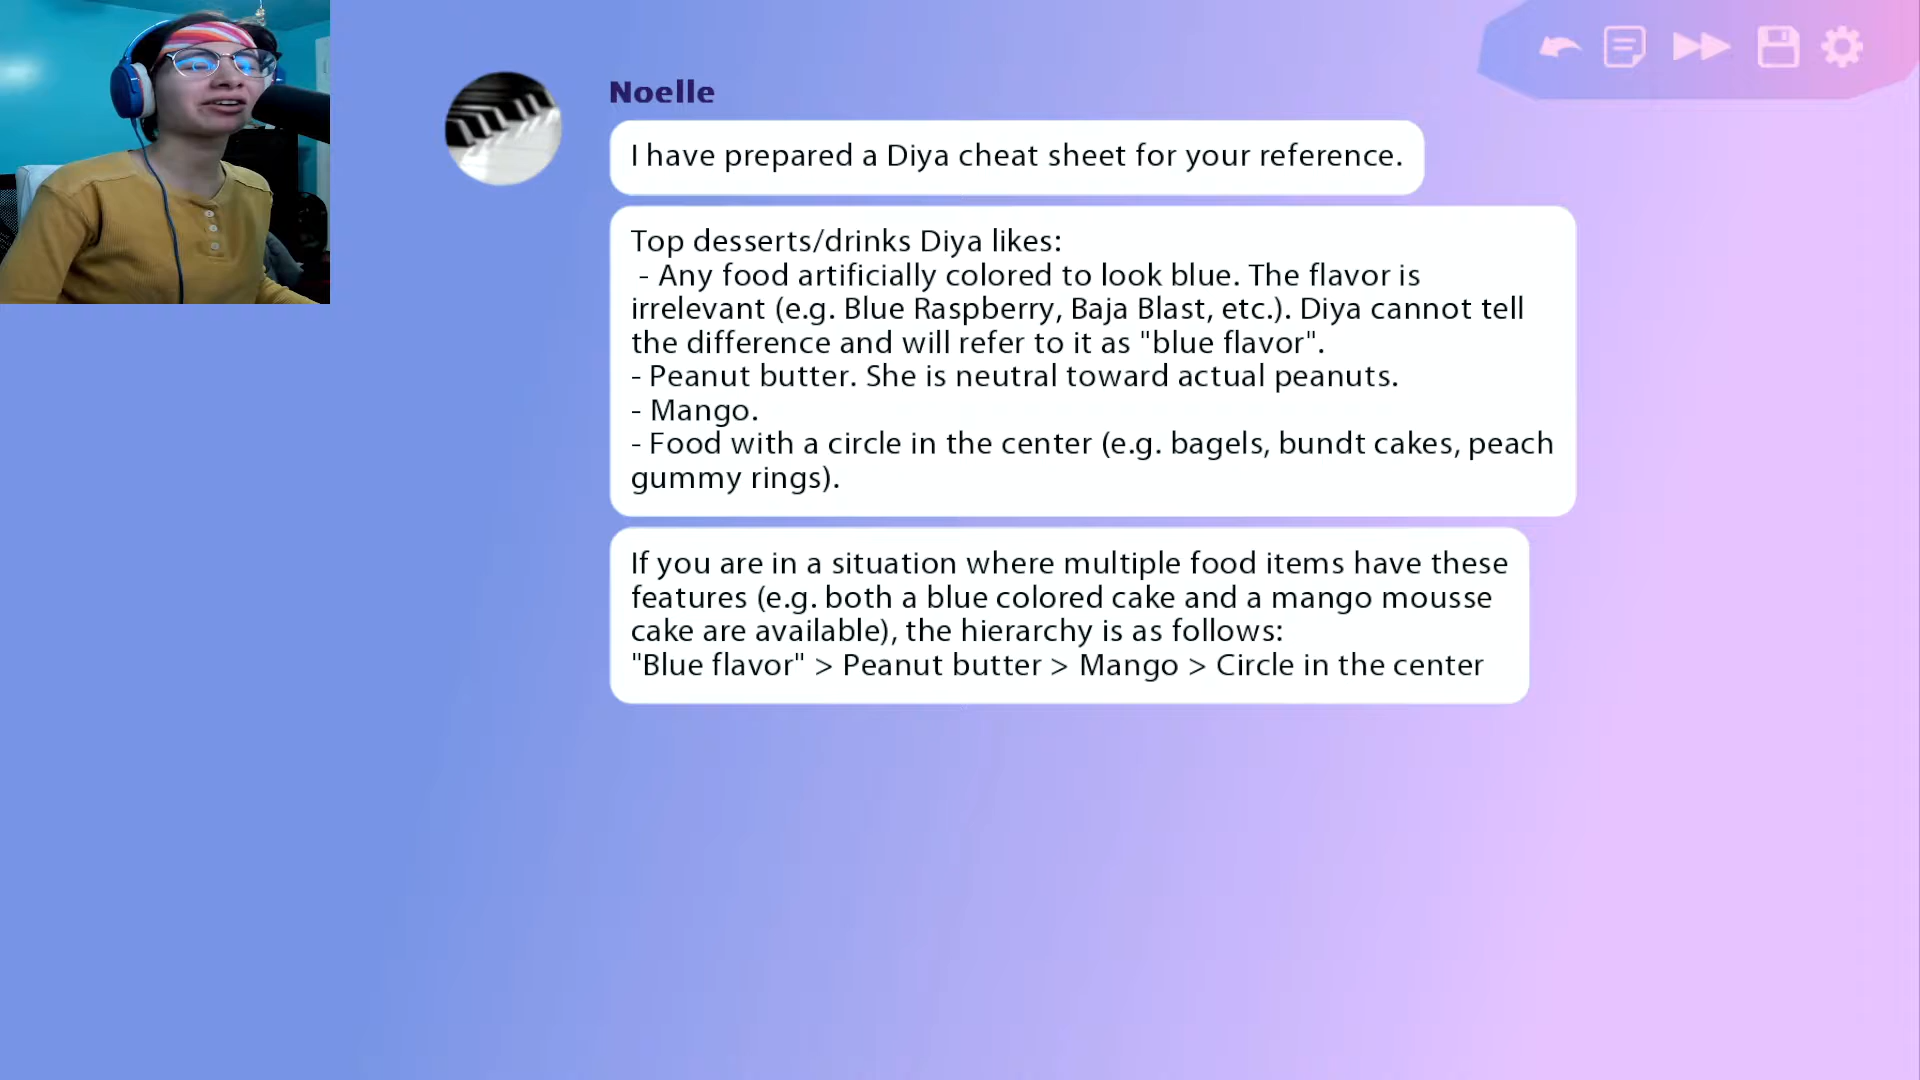 Noelle
I have prepared a Diya cheat sheet for your reference.
Top desserts/drinks Diya likes:
- Any food artificially colored to look blue. The flavor is
irrelevant (e.g. Blue Raspberry, Baja Blast, etc.). Diya cannot tell
the difference and will refer to it as "blue flavor".
- Peanut butter. She is neutral toward actual peanuts.
- Mango.
- Food with a circle in the center (e.g. bagels, bundt cakes, peach
gummy rings).
If you are in a situation where multiple food items have these
features (e.g. both a blue colored cake and a mango mousse
cake are available), the hierarchy is as follows:
"Blue flavor" > Peanut butter > Mango > Circle in the center